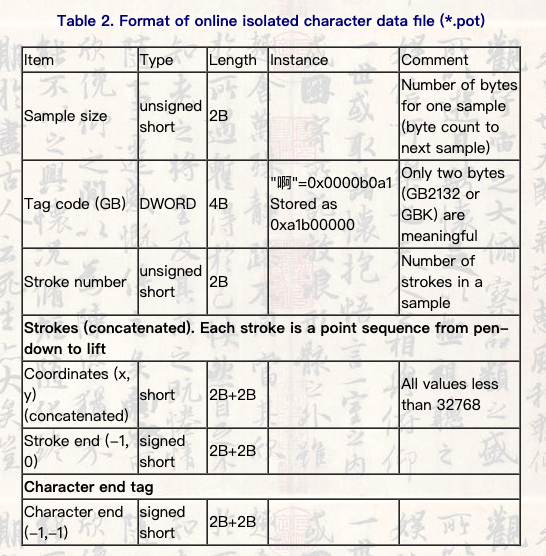 Table 2. Format of online isolated character data file (*.pot)
Item Type Length Instance Comment
Sample size unsigned short 2B Number of bytes for one sample (byte count to next sample)
Tag code (GB) DWORD 4B "啊"=0x0000b0a1 Stored as 0xa1b00000 Only two bytes (GB2132 or GBK) are meaningful
Stroke number unsigned short 2B Number of strokes in a sample
Strokes (concatenated). Each stroke is a point sequence from pen-
down to lift
Coordinates (x, y) (concatenated) short 2B+2B All values less than 32768
Stroke end (-1, 0) signed short 2B+2B
Character end tag
Character end (-1,-1) signed short 2B+2B